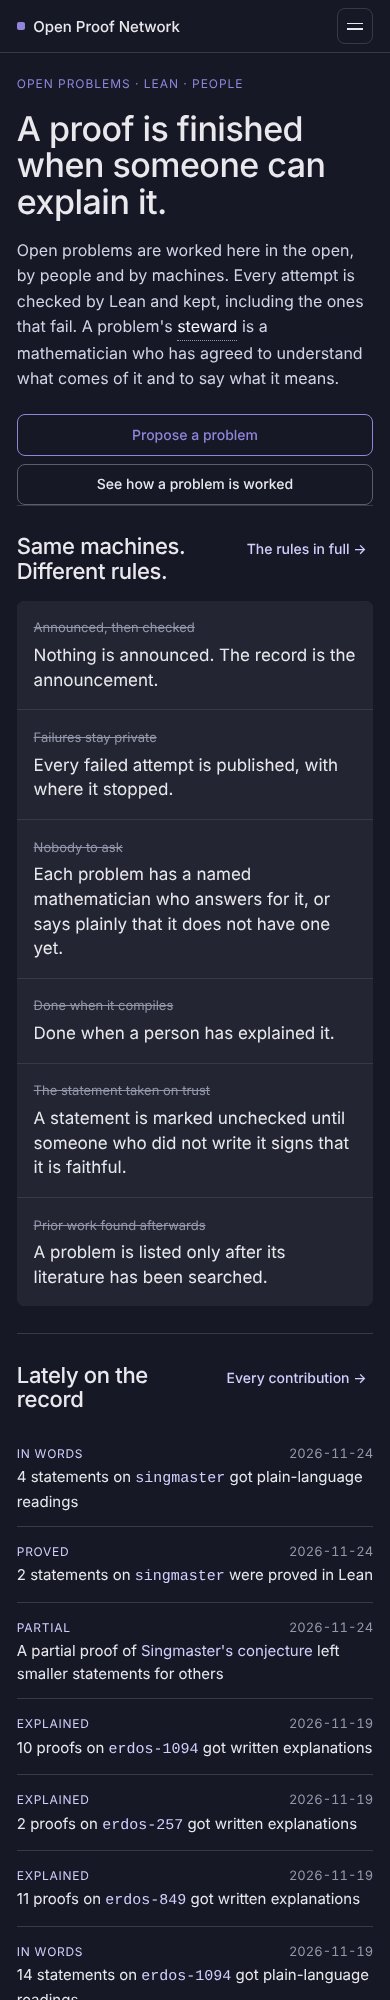 Open Proof Network
OPEN PROBLEMS · LEAN · PEOPLE
A proof is finished
when someone can
explain it.
Open problems are worked here in the open,
by people and by machines. Every attempt is
checked by Lean and kept, including the ones
that fail. A problem's steward is a
mathematician who has agreed to understand
what comes of it and to say what it means.
Propose a problem
See how a problem is worked
Same machines.
Different rules.
The rules in full →
Announced, then checked
Nothing is announced. The record is the
announcement.
Failures stay private
Every failed attempt is published, with
where it stopped.
Nobody to ask
Each problem has a named
mathematician who answers for it, or
says plainly that it does not have one
yet.
Done when it compiles
Done when a person has explained it.
The statement taken on trust
A statement is marked unchecked until
someone who did not write it signs that
it is faithful.
Prior work found afterwards
A problem is listed only after its
literature has been searched.
Lately on the
record
Every contribution →
IN WORDS 2026-11-24
4 statements on singmaster got plain-language
readings
PROVED 2026-11-24
2 statements on singmaster were proved in Lean
PARTIAL 2026-11-24
A partial proof of Singmaster's conjecture left
smaller statements for others
EXPLAINED 2026-11-19
10 proofs on erdos-1094 got written explanations
EXPLAINED 2026-11-19
2 proofs on erdos-257 got written explanations
EXPLAINED 2026-11-19
11 proofs on erdos-849 got written explanations
IN WORDS 2026-11-19
14 statements on erdos-1094 got plain-language
readings